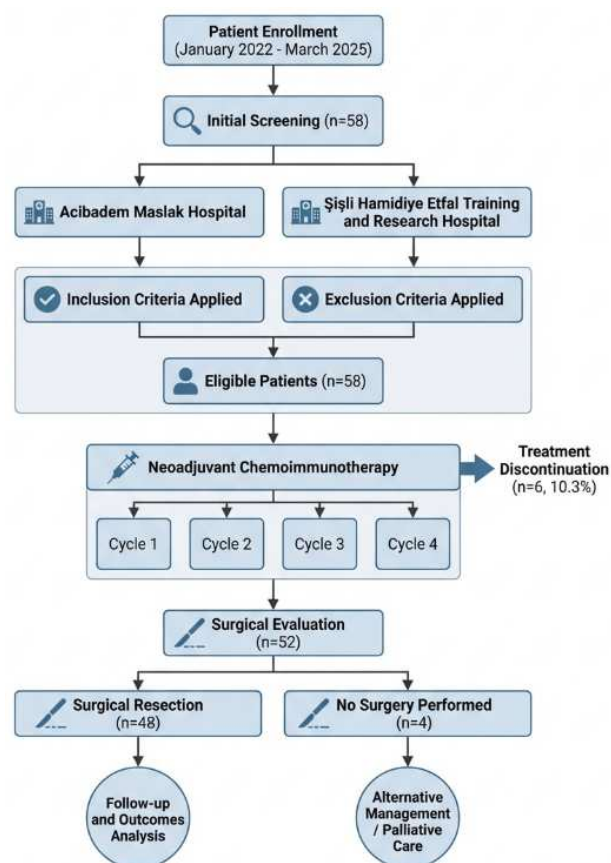 Patient Enrollment
(January 2022 - March 2025)
Initial Screening (n=58)
Acibadem Maslak Hospital
Şişli Hamidiye Etfal Training
and Research Hospital
Inclusion Criteria Applied
Exclusion Criteria Applied
Eligible Patients (n=58)
Neoadjuvant Chemoimmunotherapy
Treatment
Discontinuation
(n=6, 10.3%)
Cycle 1
Cycle 2
Cycle 3
Cycle 4
Surgical Evaluation
(n=52)
Surgical Resection
(n=48)
No Surgery Performed
(n=4)
Follow-up
and Outcomes
Analysis
Alternative
Management
/ Palliative
Care